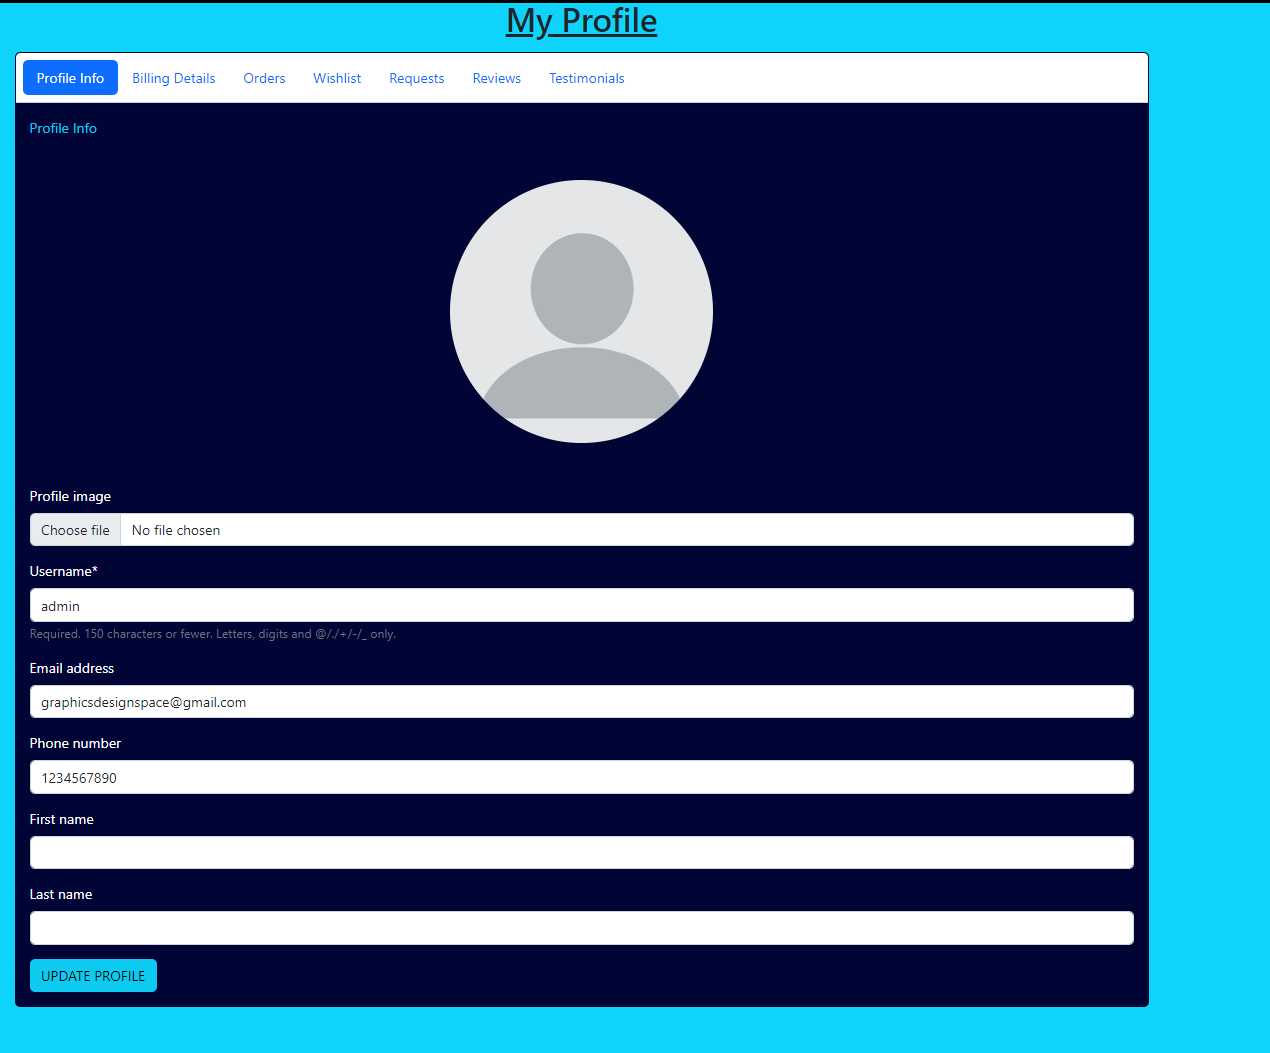 My Profile
Profile Info Billing Details Orders Wishlist Requests Reviews Testimonials
Profile Info
Profile image
Choose file No file chosen
Username*
admin
Required. 150 characters or fewer. Letters, digits and @/./+/-/_ only.
Email address
graphicsdesignspace@gmail.com
Phone number
1234567890
First name
Last name
UPDATE PROFILE